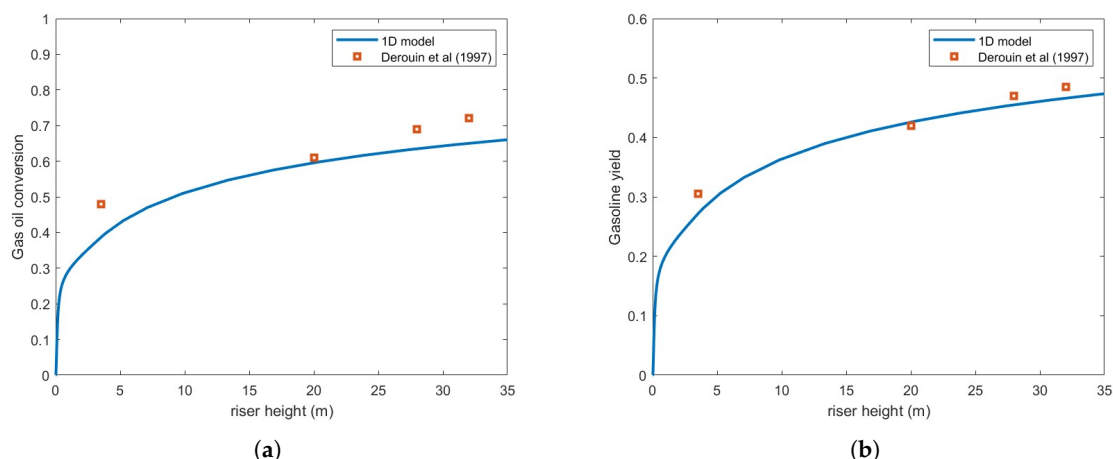 1
0.9
0.8
0.7
0.6
0.5
0.4
0.3
0.2
0.1
0
Gas oil conversion
1D model
Derouin et al (1997)
0 5 10 15 20 25 30 35
riser height (m)
(a)
0.6
0.5
0.4
0.3
0.2
0.1
0
Gasoline yield
1D model
Derouin et al (1997)
0 5 10 15 20 25 30 35
riser height (m)
(b)